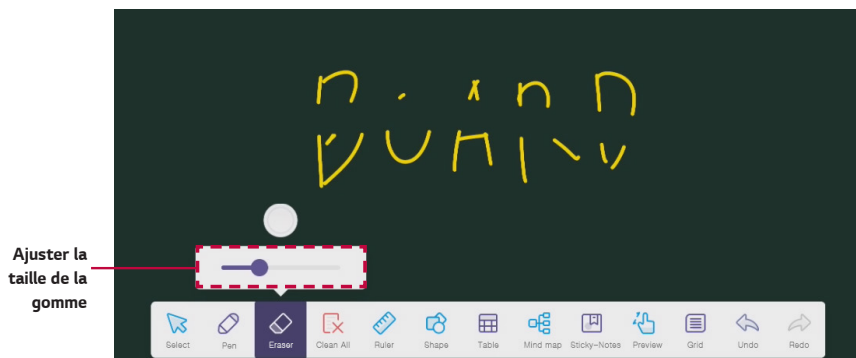 Ajuster la
taille de la
gomme
Select Pen Eraser Clean All Ruler Shape Table Mind map Sticky-Notes Preview Grid Undo Redo